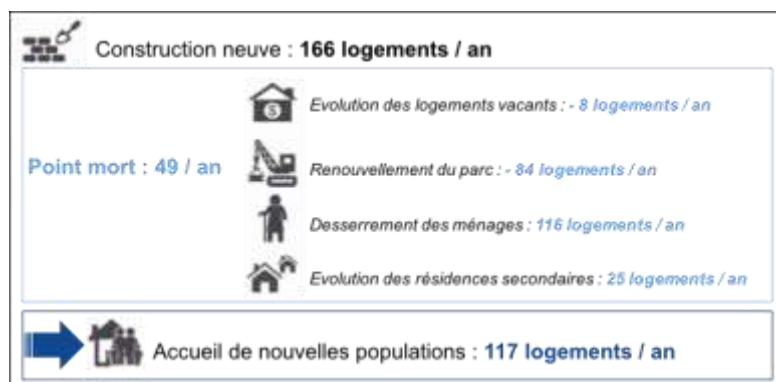 Construction neuve : 166 logements / an
Evolution des logements vacants : - 8 logements / an
Point mort : 49 / an
Renouvellement du parc : - 84 logements / an
Desserrement des ménages : 116 logements / an
Evolution des résidences secondaires : 25 logements / an
Accueil de nouvelles populations : 117 logements / an